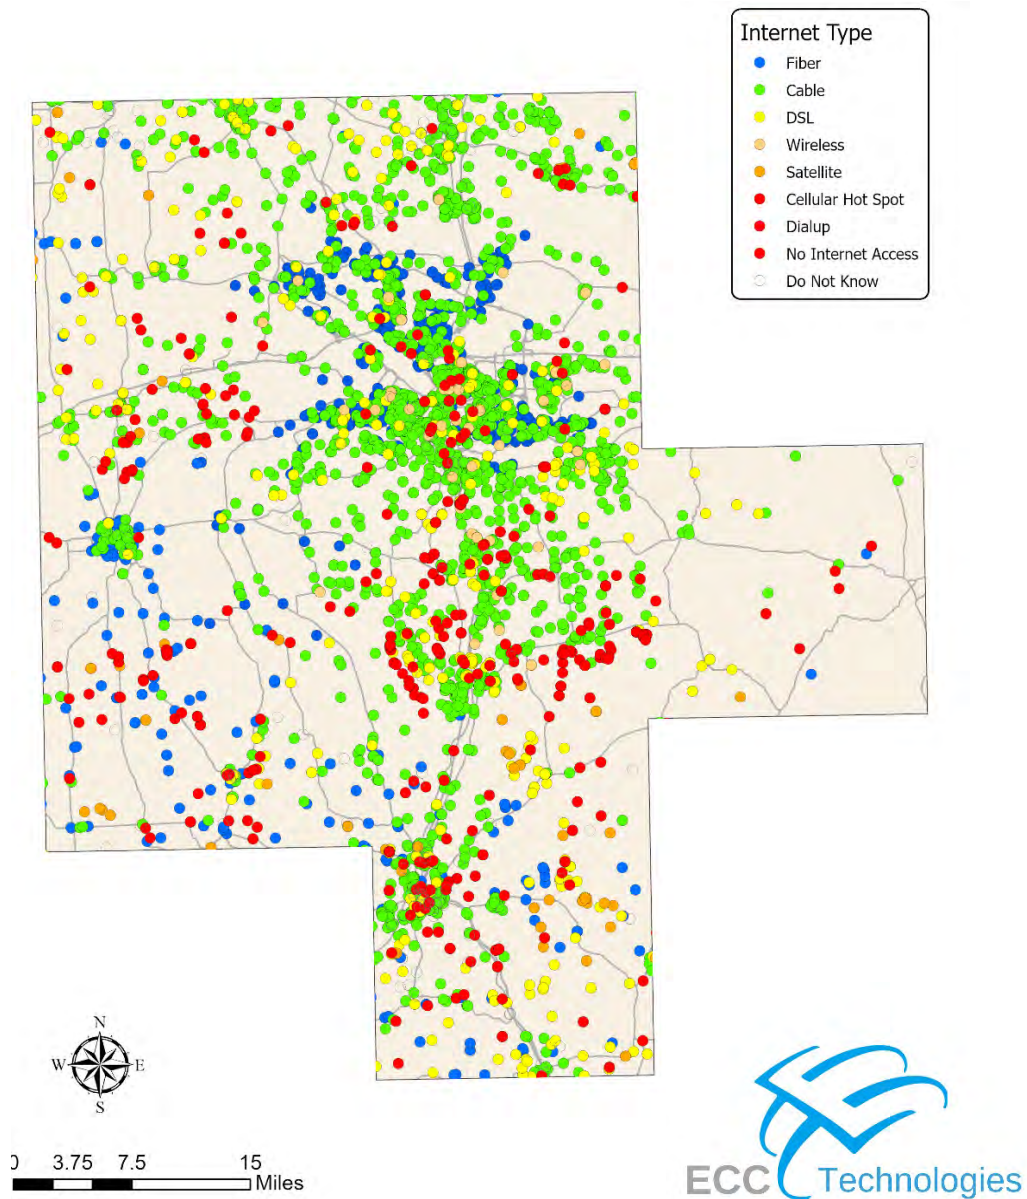 Internet Type
Fiber
Cable
DSL
Wireless
Satellite
Cellular Hot Spot
Dialup
No Internet Access
Do Not Know
N
W E
S
0 3.75 7.5 15
Miles
ECC Technologies